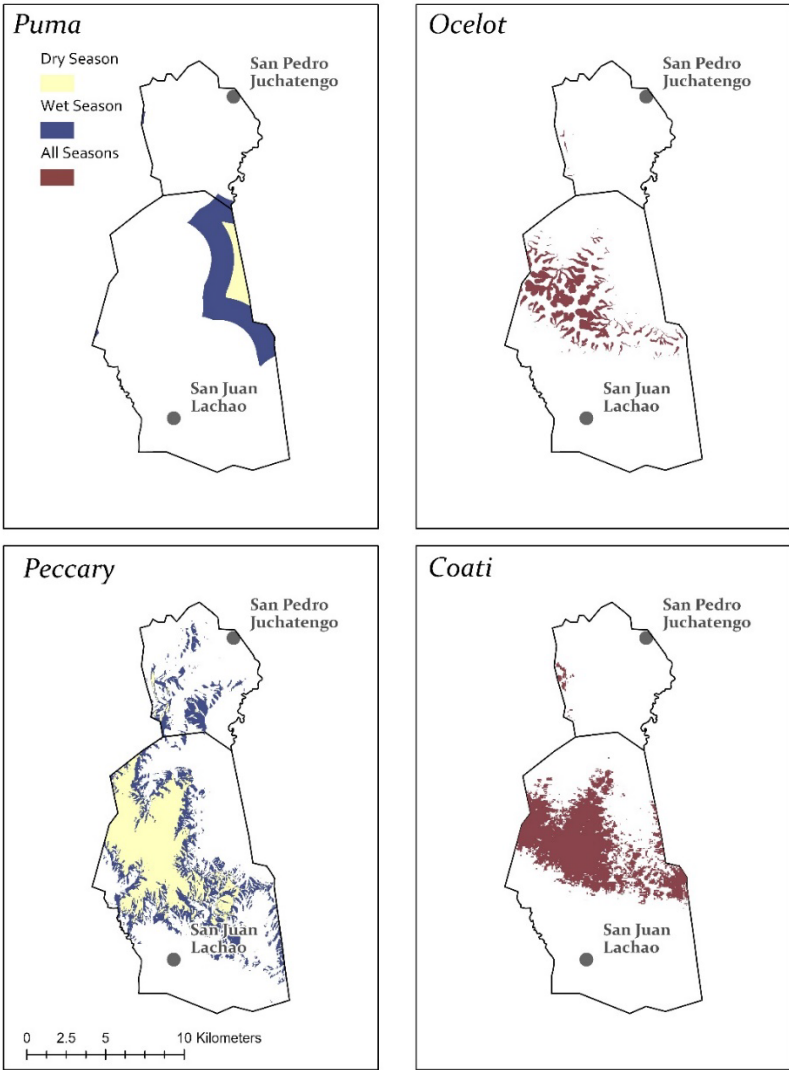 Puma
Dry Season
Wet Season
All Seasons
San Pedro
Juchatengo
San Juan
Lachao
Ocelot
San Pedro
Juchatengo
San Juan
Lachao
Peccary
San Pedro
Juchatengo
San Juan
Lachao
0 2.5 5 10 Kilometers
Coati
San Pedro
Juchatengo
San Juan
Lachao